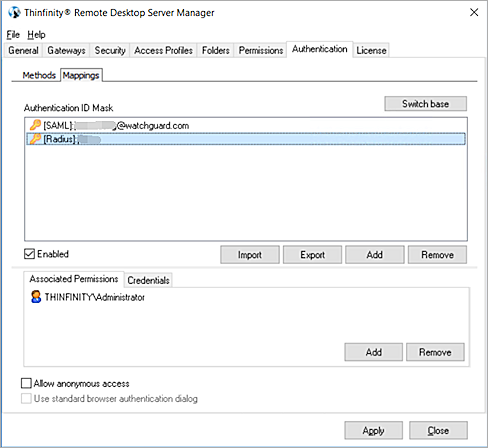 Thinfinity® Remote Desktop Server Manager
File Help
General Gateways Security Access Profiles Folders Permissions Authentication License
Methods Mappings
Authentication ID Mask
Switch base
[SAML] @watchguard.com
[Radius]
Enabled
Import Export Add Remove
Associated Permissions Credentials
THINFINITY\Administrator
Add Remove
Allow anonymous access
Use standard browser authentication dialog
Apply Close